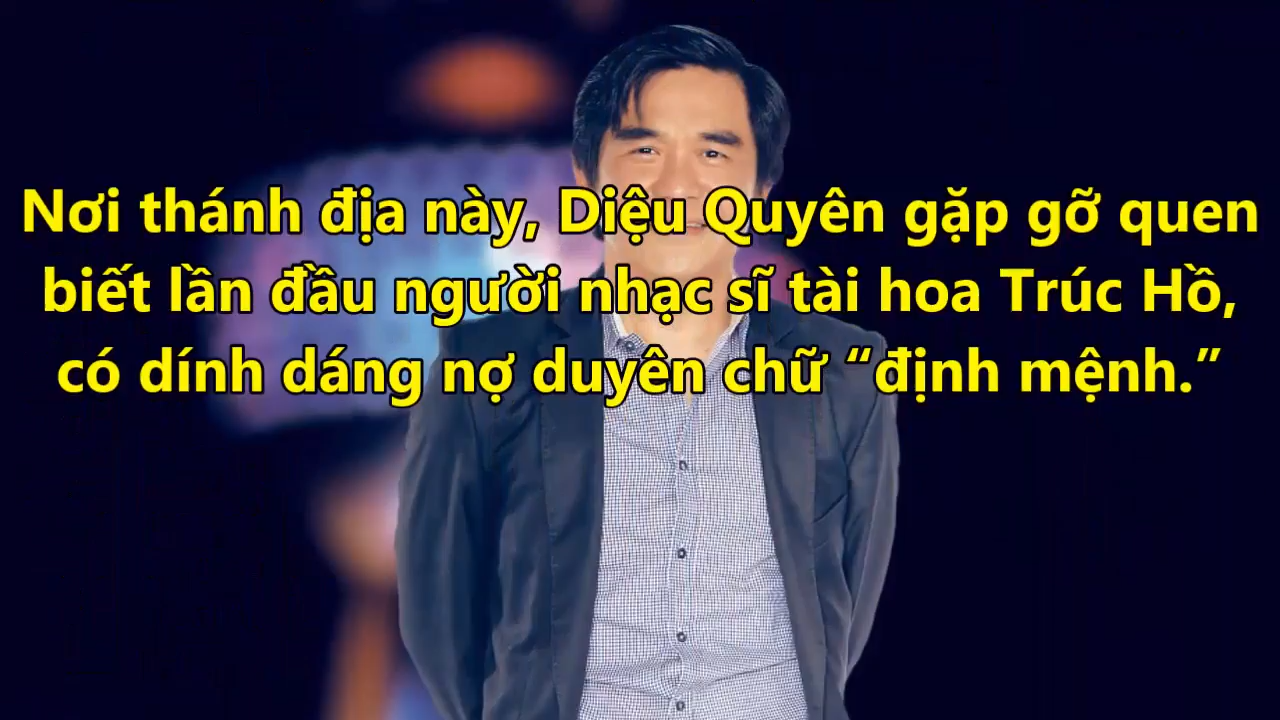 Nơi thánh địa này, Diệu Quyên gặp gỡ quen
biết lần đầu người nhạc sĩ tài hoa Trúc Hồ,
có dính dáng nợ duyên chữ “định mệnh.”